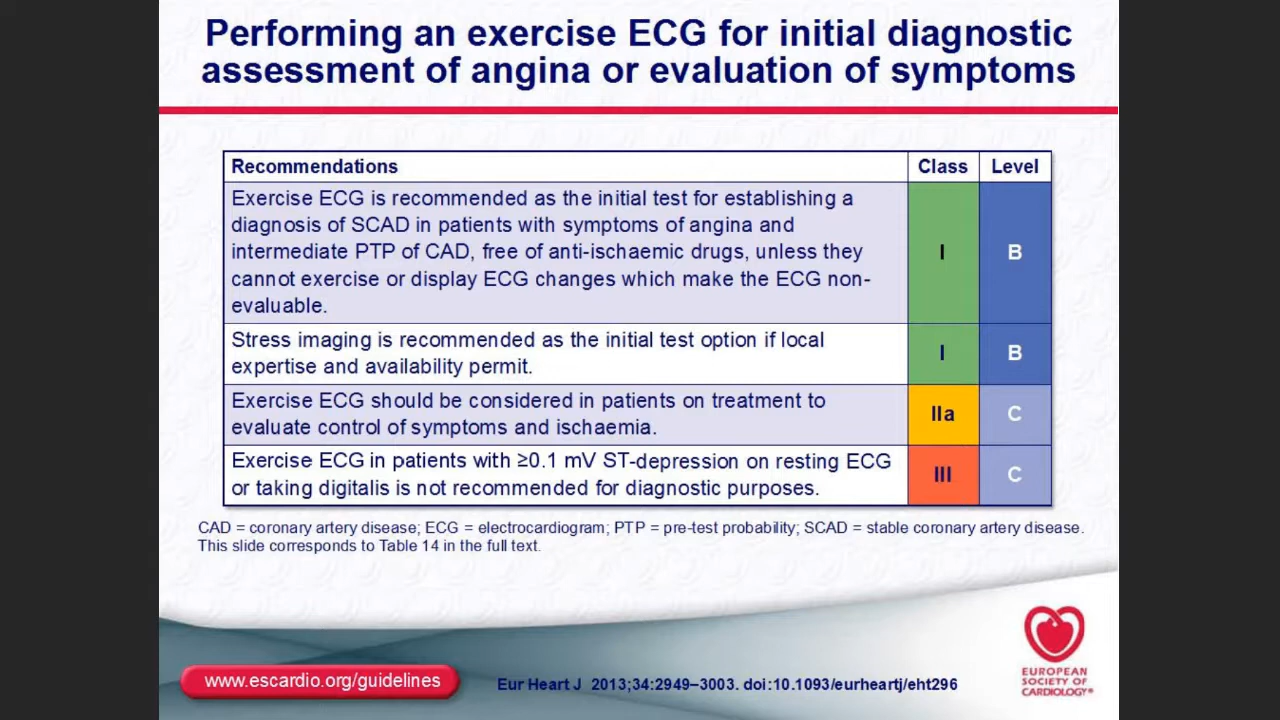 Performing an exercise ECG for initial diagnostic
assessment of angina or evaluation of symptoms
Recommendations Class Level
Exercise ECG is recommended as the initial test for establishing a
diagnosis of SCAD in patients with symptoms of angina and
intermediate PTP of CAD, free of anti-ischaemic drugs, unless they
cannot exercise or display ECG changes which make the ECG non-
evaluable.
I B
Stress imaging is recommended as the initial test option if local
expertise and availability permit.
I B
Exercise ECG should be considered in patients on treatment to
evaluate control of symptoms and ischaemia.
IIa C
Exercise ECG in patients with ≥0.1 mV ST-depression on resting ECG
or taking digitalis is not recommended for diagnostic purposes.
III C
CAD = coronary artery disease; ECG = electrocardiogram; PTP = pre-test probability; SCAD = stable coronary artery disease.
This slide corresponds to Table 14 in the full text.
www.escardio.org/guidelines
Eur Heart J 2013;34:2949–3003. doi:10.1093/eurheartj/eht296
EUROPEAN
SOCIETY OF
CARDIOLOGY®